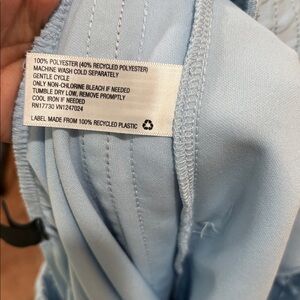 100% POLYESTER (40% RECYCLED POLYESTER)
MACHINE WASH COLD SEPARATELY
GENTLE CYCLE
ONLY NON-CHLORINE BLEACH IF NEEDED
TUMBLE DRY LOW, REMOVE PROMPTLY
COOL IRON IF NEEDED
RN17730 VN1247024
LABEL MADE FROM 100% RECYCLED PLASTIC